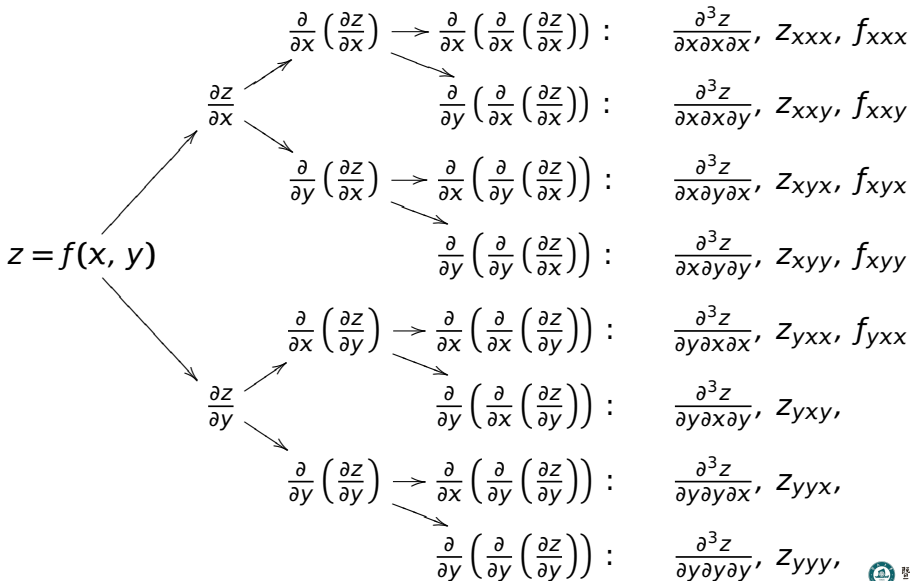 ∂/∂x (∂z/∂x) → ∂/∂x (∂/∂x (∂z/∂x)) : ∂³z/∂x∂x∂x, z_xxx, f_xxx
∂z/∂x ∂/∂y (∂/∂x (∂z/∂x)) : ∂³z/∂x∂x∂y, z_xxy, f_xxy
∂/∂y (∂z/∂x) → ∂/∂x (∂/∂y (∂z/∂x)) : ∂³z/∂x∂y∂x, z_xyx, f_xyx
z = f(x, y) ∂/∂y (∂/∂y (∂z/∂x)) : ∂³z/∂x∂y∂y, z_xyy, f_xyy
∂/∂x (∂z/∂y) → ∂/∂x (∂/∂x (∂z/∂y)) : ∂³z/∂y∂x∂x, z_yxx, f_yxx
∂z/∂y ∂/∂y (∂/∂x (∂z/∂y)) : ∂³z/∂y∂x∂y, z_yxy,
∂/∂y (∂z/∂y) → ∂/∂x (∂/∂y (∂z/∂y)) : ∂³z/∂y∂y∂x, z_yyx,
∂/∂y (∂/∂y (∂z/∂y)) : ∂³z/∂y∂y∂y, z_yyy,